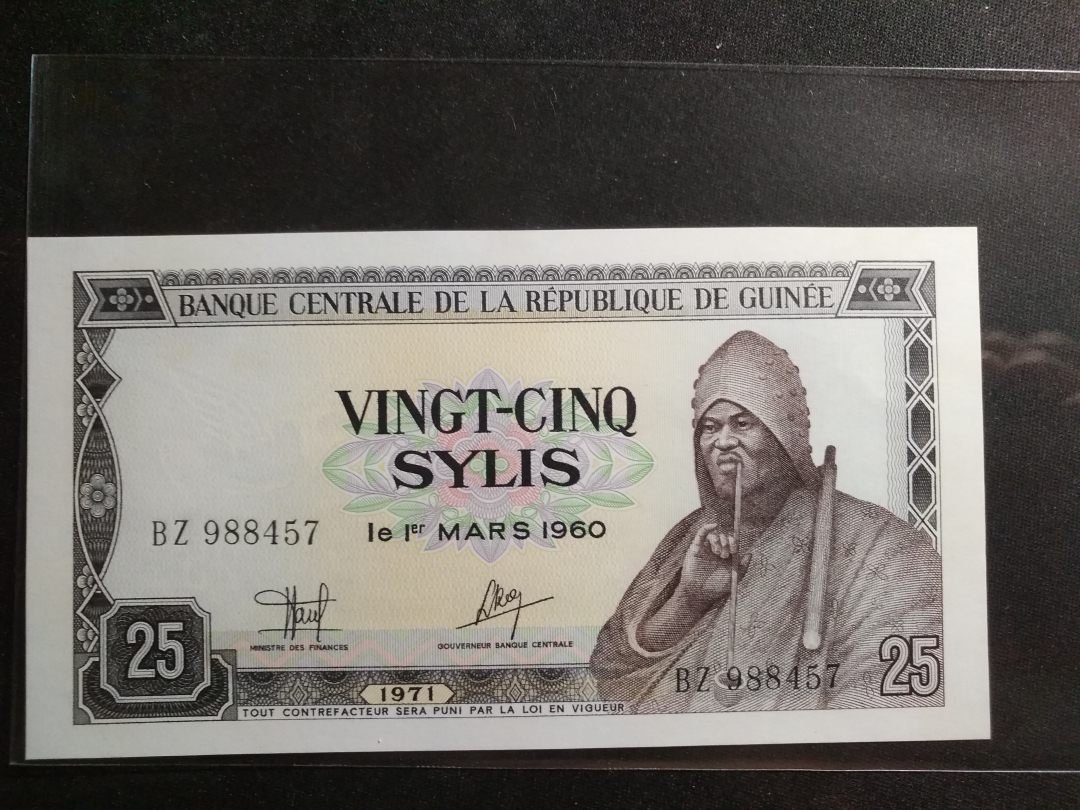 BANQUE CENTRALE DE LA RÉPUBLIQUE DE GUINÉE
VINGT-CINQ
SYLIS
BZ 988457
le 1er MARS 1960
MINISTRE DES FINANCES
GOUVERNEUR BANQUE CENTRALE
25
BZ 988457
25
1971
TOUT CONTREFACTEUR SERA PUNI PAR LA LOI EN VIGUEUR